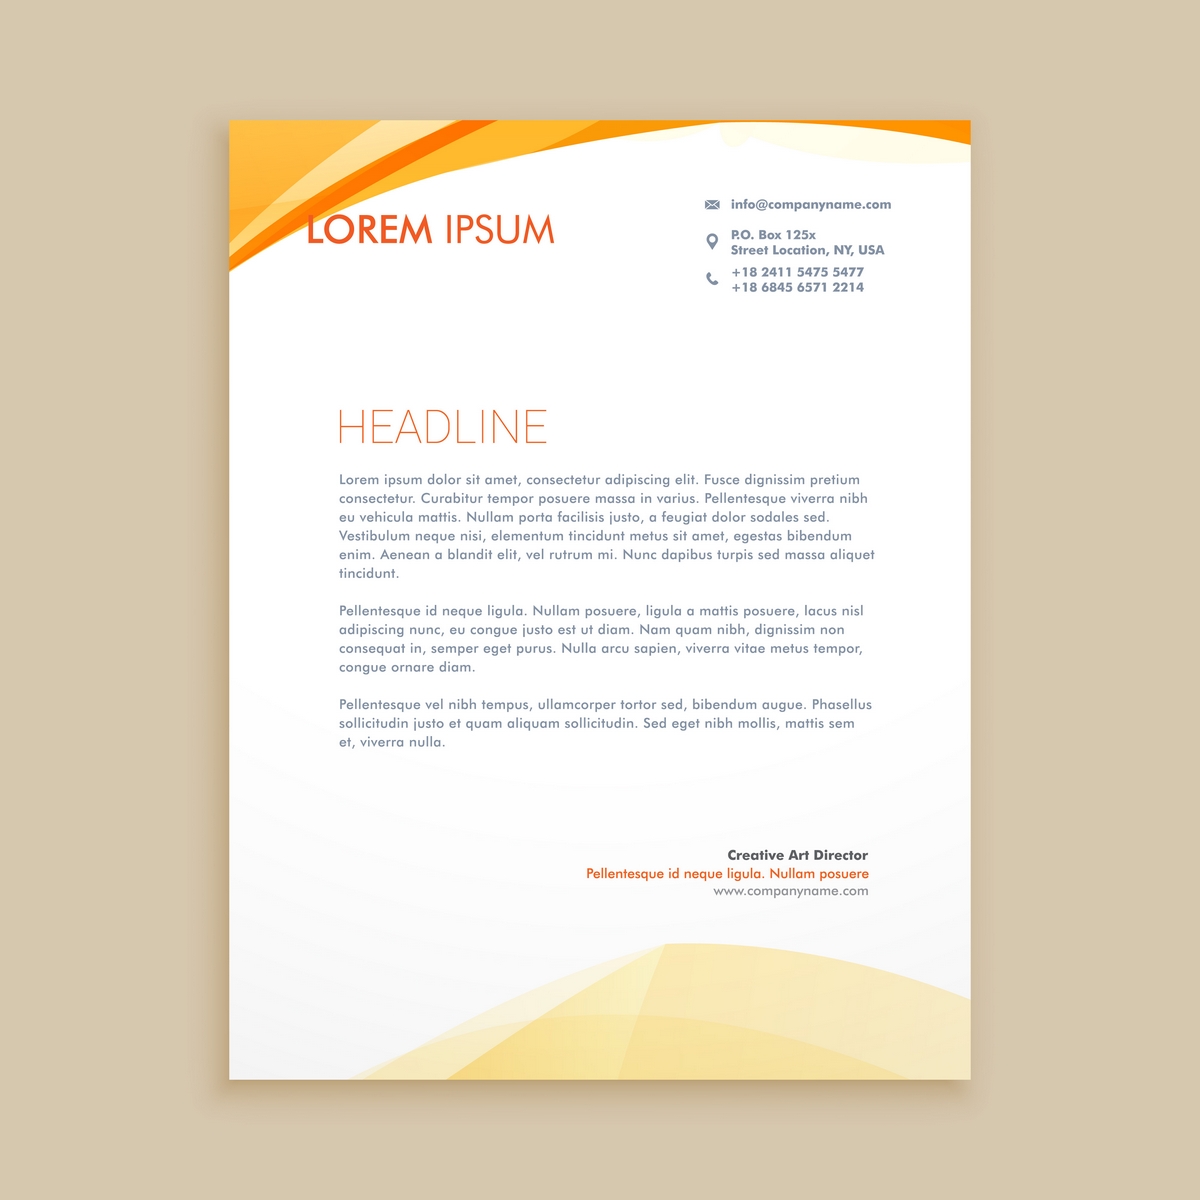 LOREM IPSUM
info@companyname.com
P.O. Box 125x
Street Location, NY, USA
+18 2411 5475 5477
+18 6845 6571 2214
HEADLINE
Lorem ipsum dolor sit amet, consectetur adipiscing elit. Fusce dignissim pretium
consectetur. Curabitur tempor posuere massa in varius. Pellentesque viverra nibh
eu vehicula mattis. Nullam porta facilisis justo, a feugiat dolor sodales sed.
Vestibulum neque nisi, elementum tincidunt metus sit amet, egestas bibendum
enim. Aenean a blandit elit, vel rutrum mi. Nunc dapibus turpis sed massa aliquet
tincidunt.
Pellentesque id neque ligula. Nullam posuere, ligula a mattis posuere, lacus nisl
adipiscing nunc, eu congue justo est ut diam. Nam quam nibh, dignissim non
consequat in, semper eget purus. Nulla arcu sapien, viverra vitae metus tempor,
congue ornare diam.
Pellentesque vel nibh tempus, ullamcorper tortor sed, bibendum augue. Phasellus
sollicitudin justo et quam aliquam sollicitudin. Sed eget nibh mollis, mattis sem
et, viverra nulla.
Creative Art Director
Pellentesque id neque ligula. Nullam posuere
www.companyname.com